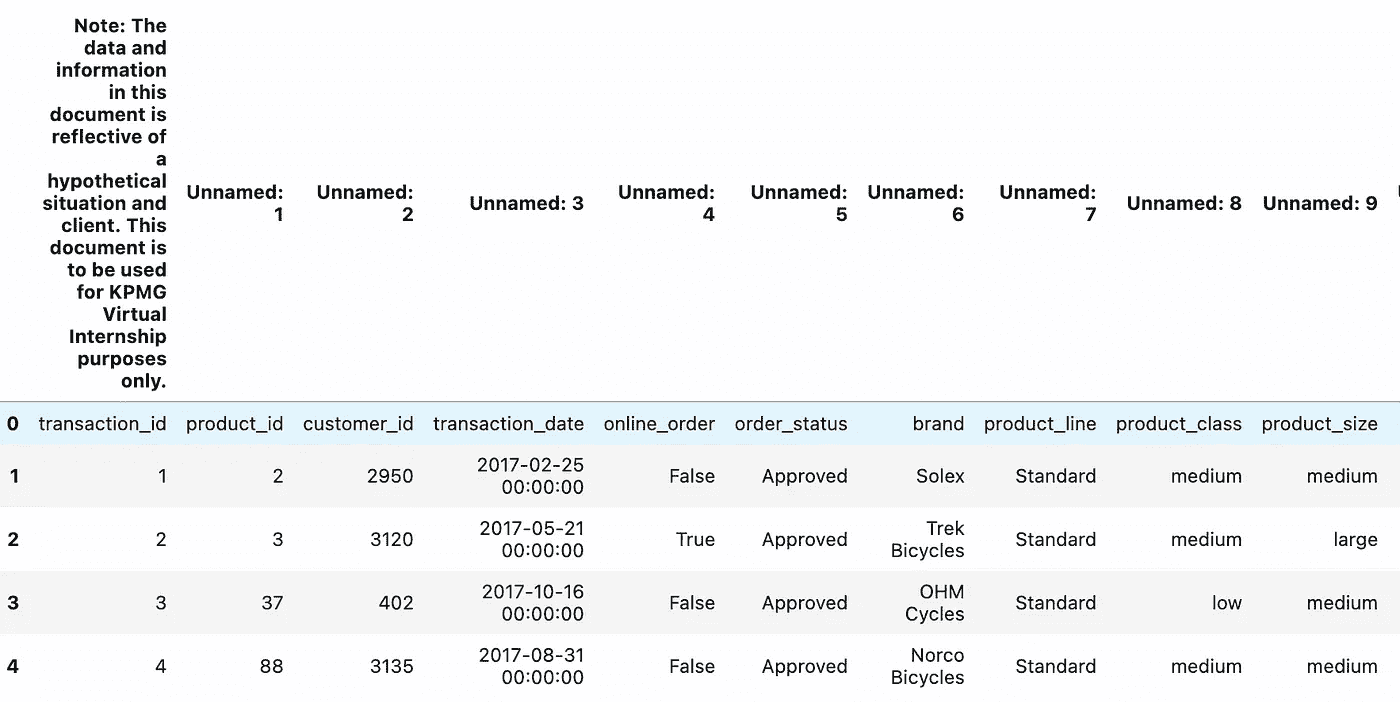 Note: The
data and
information
in this
document is
reflective of
a
hypothetical
situation and
client. This
document is
to be used
for KPMG
Virtual
Internship
purposes
only.
Unnamed:
1
Unnamed:
2
Unnamed: 3
Unnamed:
4
Unnamed:
5
Unnamed:
6
Unnamed:
7
Unnamed: 8
Unnamed: 9
0 transaction_id product_id customer_id transaction_date online_order order_status brand product_line product_class product_size
1 1 2 2950 2017-02-25 00:00:00 False Approved Solex Standard medium medium
2 2 3 3120 2017-05-21 00:00:00 True Approved Trek Bicycles Standard medium large
3 3 37 402 2017-10-16 00:00:00 False Approved OHM Cycles Standard low medium
4 4 88 3135 2017-08-31 00:00:00 False Approved Norco Bicycles Standard medium medium